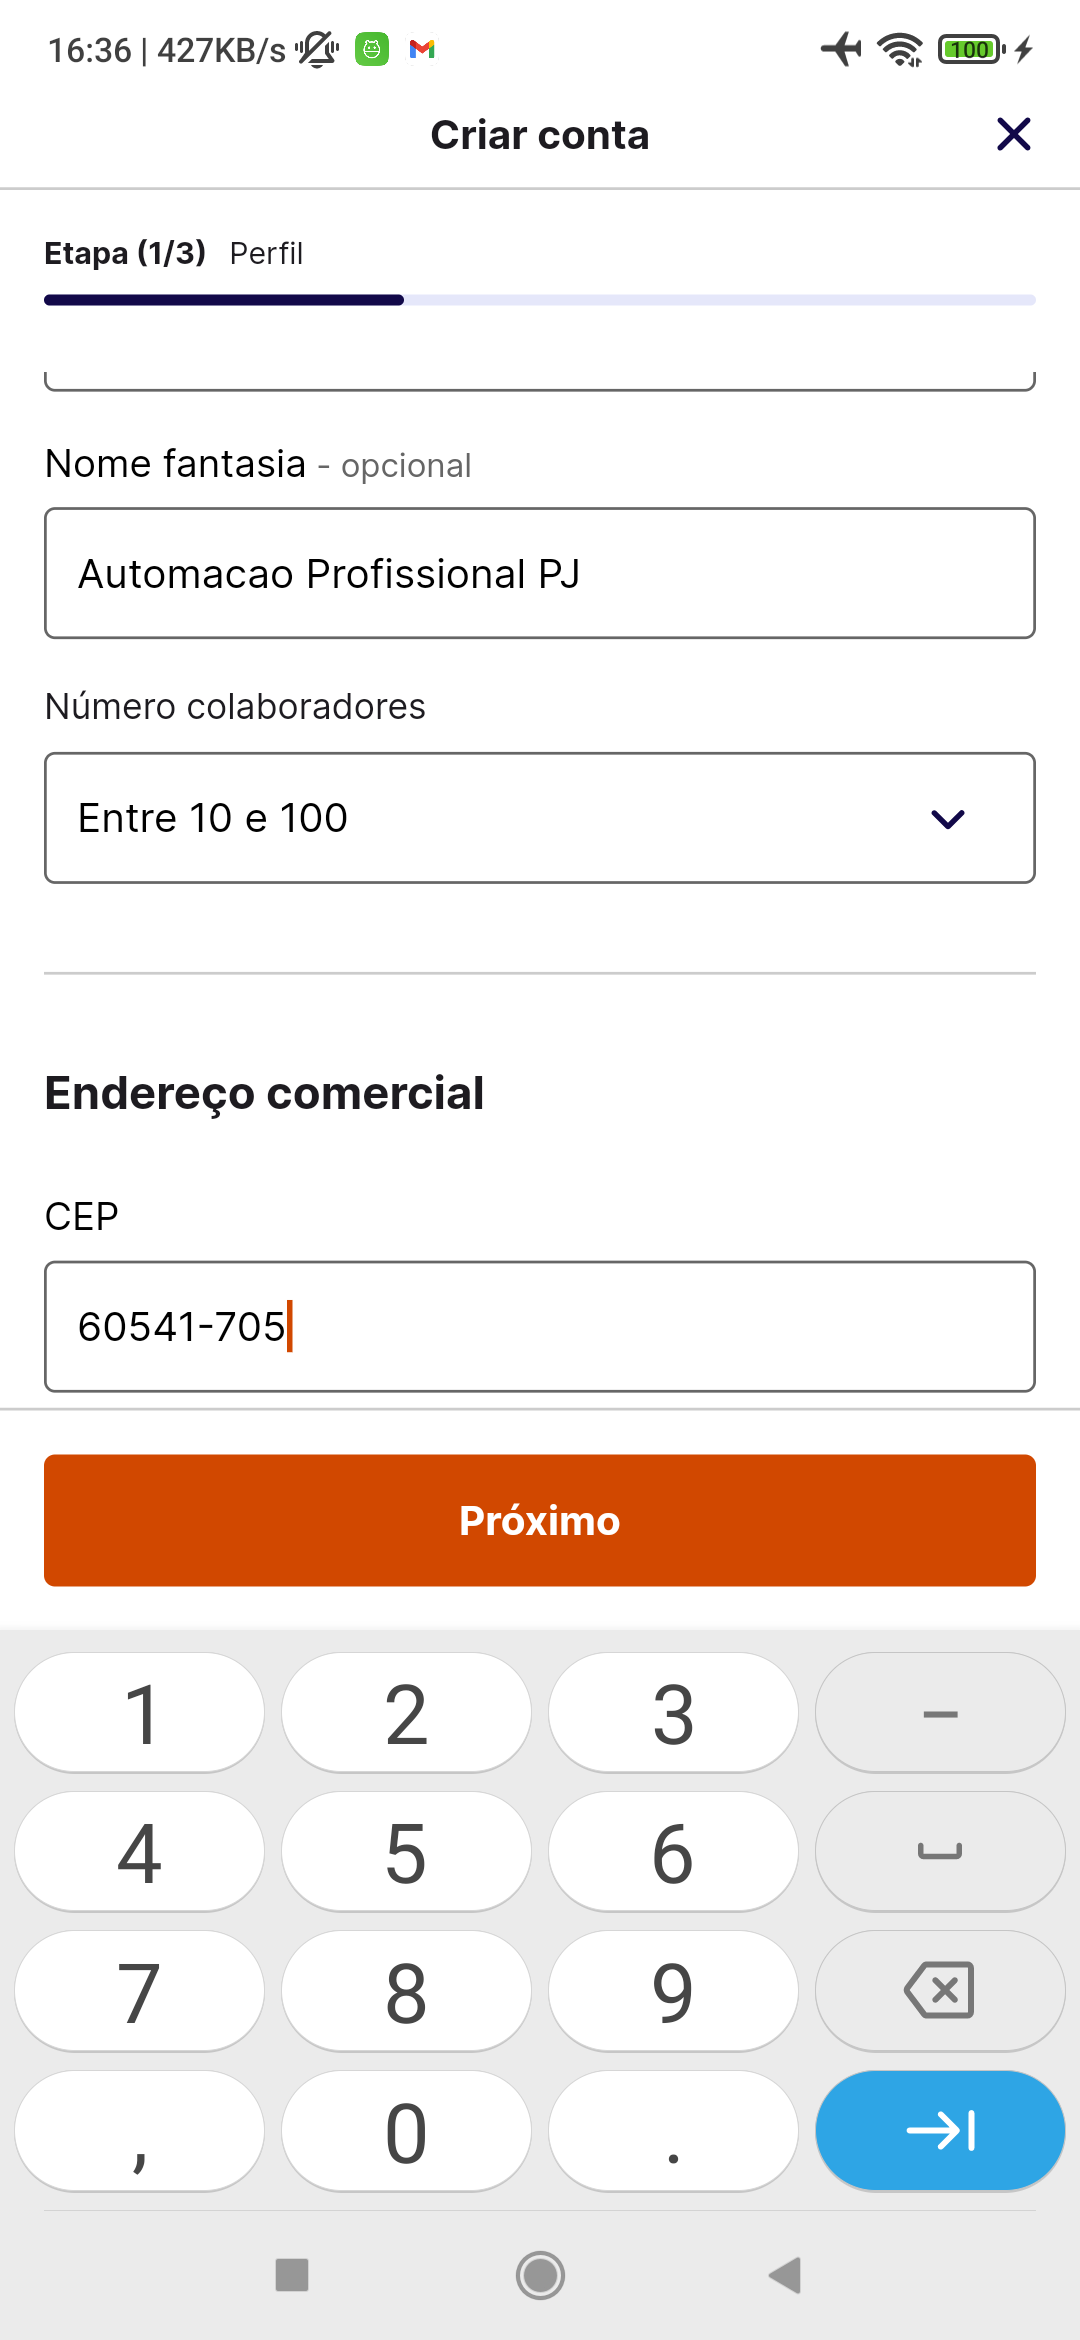 16:36 | 427KB/s
100
Criar conta
Etapa (1/3) Perfil
Nome fantasia - opcional
Automacao Profissional PJ
Número colaboradores
Entre 10 e 100
Endereço comercial
CEP
60541-705
Próximo
1 2 3 –
4 5 6
7 8 9
, 0 .